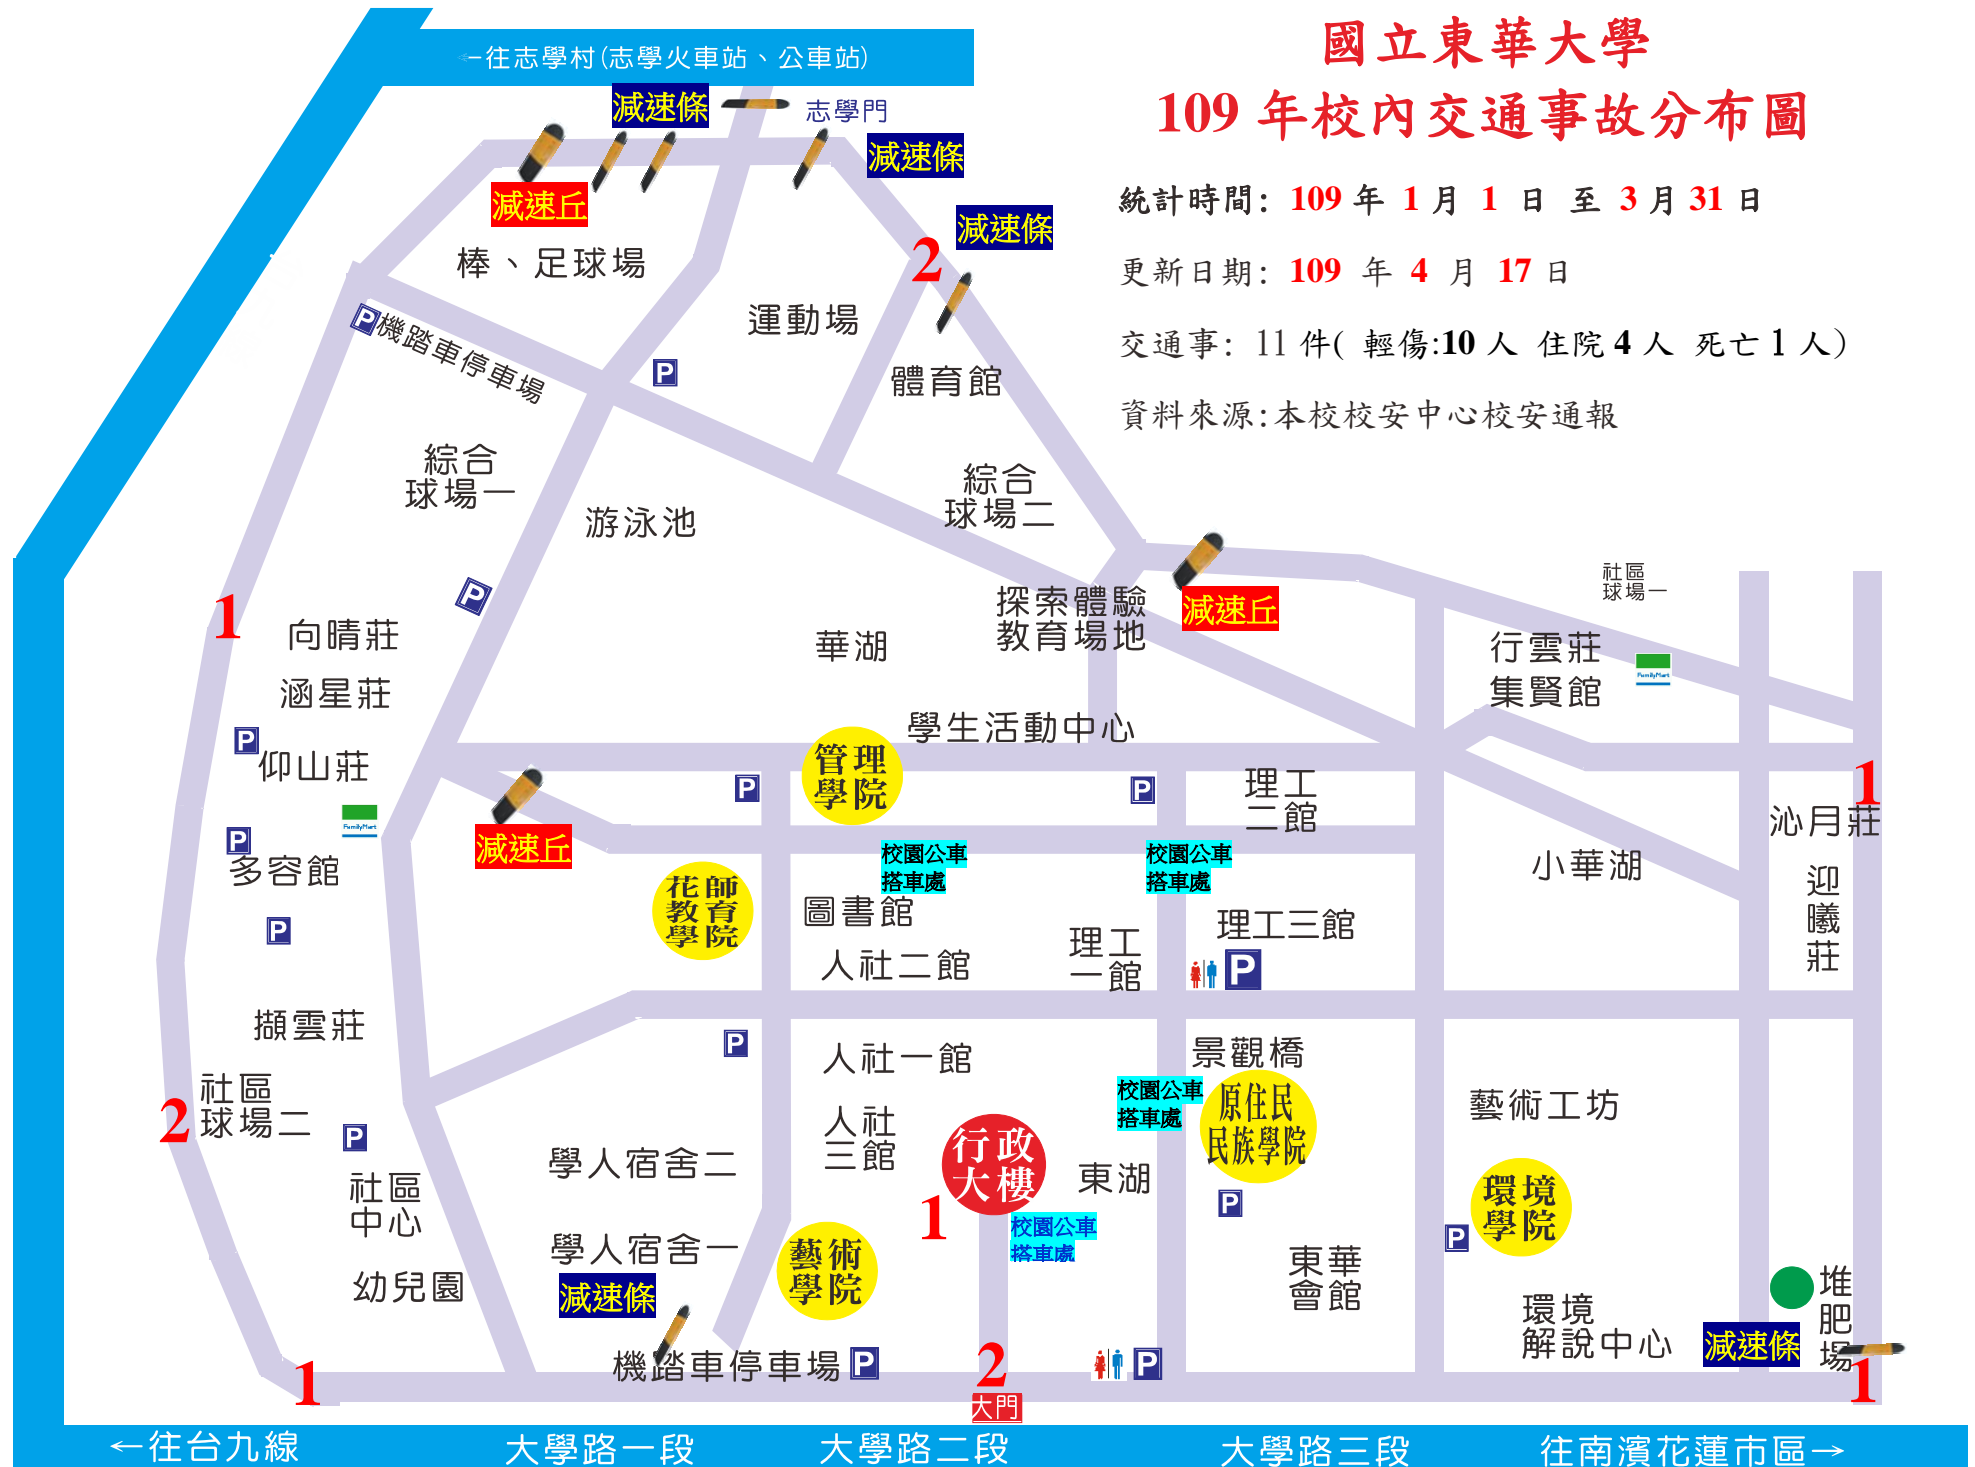 國立東華大學
109 年校內交通事故分布圖
統計時間: 109 年 1 月 1 日 至 3 月 31 日
更新日期: 109 年 4 月 17 日
交通事: 11 件( 輕傷:10 人 住院 4 人 死亡 1 人)
資料來源:本校校安中心校安通報
←往志學村(志學火車站、公車站)
減速條
志學門
減速條
減速丘
減速條
2
棒、足球場
運動場
P
機踏車停車場
P
體育館
綜合
球場一
綜合
球場二
游泳池
減速丘
探索體驗
教育場地
社區
球場一
P
1
向晴莊
華湖
行雲莊
FamilyMart
集賢館
涵星莊
學生活動中心
P
仰山莊
管理
學院
P
P
理工
二館
1
沁月莊
FamilyMart
減速丘
P
多容館
校園公車
搭車處
校園公車
搭車處
小華湖
花師
教育
學院
圖書館
理工三館
迎曦莊
P
人社二館
理工
一館
P
擷雲莊
P
人社一館
景觀橋
社區
球場二
2
校園公車
搭車處
原住民
民族學院
藝術工坊
P
人社
三館
行政
大樓
學人宿舍二
東湖
社區
中心
P
環境
學院
1
校園公車
搭車處
P
學人宿舍一
藝術
學院
東華
會館
幼兒園
減速條
堆肥場
環境
解說中心
減速條
機踏車停車場
P
2
P
1
1
大門
←往台九線
大學路一段
大學路二段
大學路三段
往南濱花蓮市區→